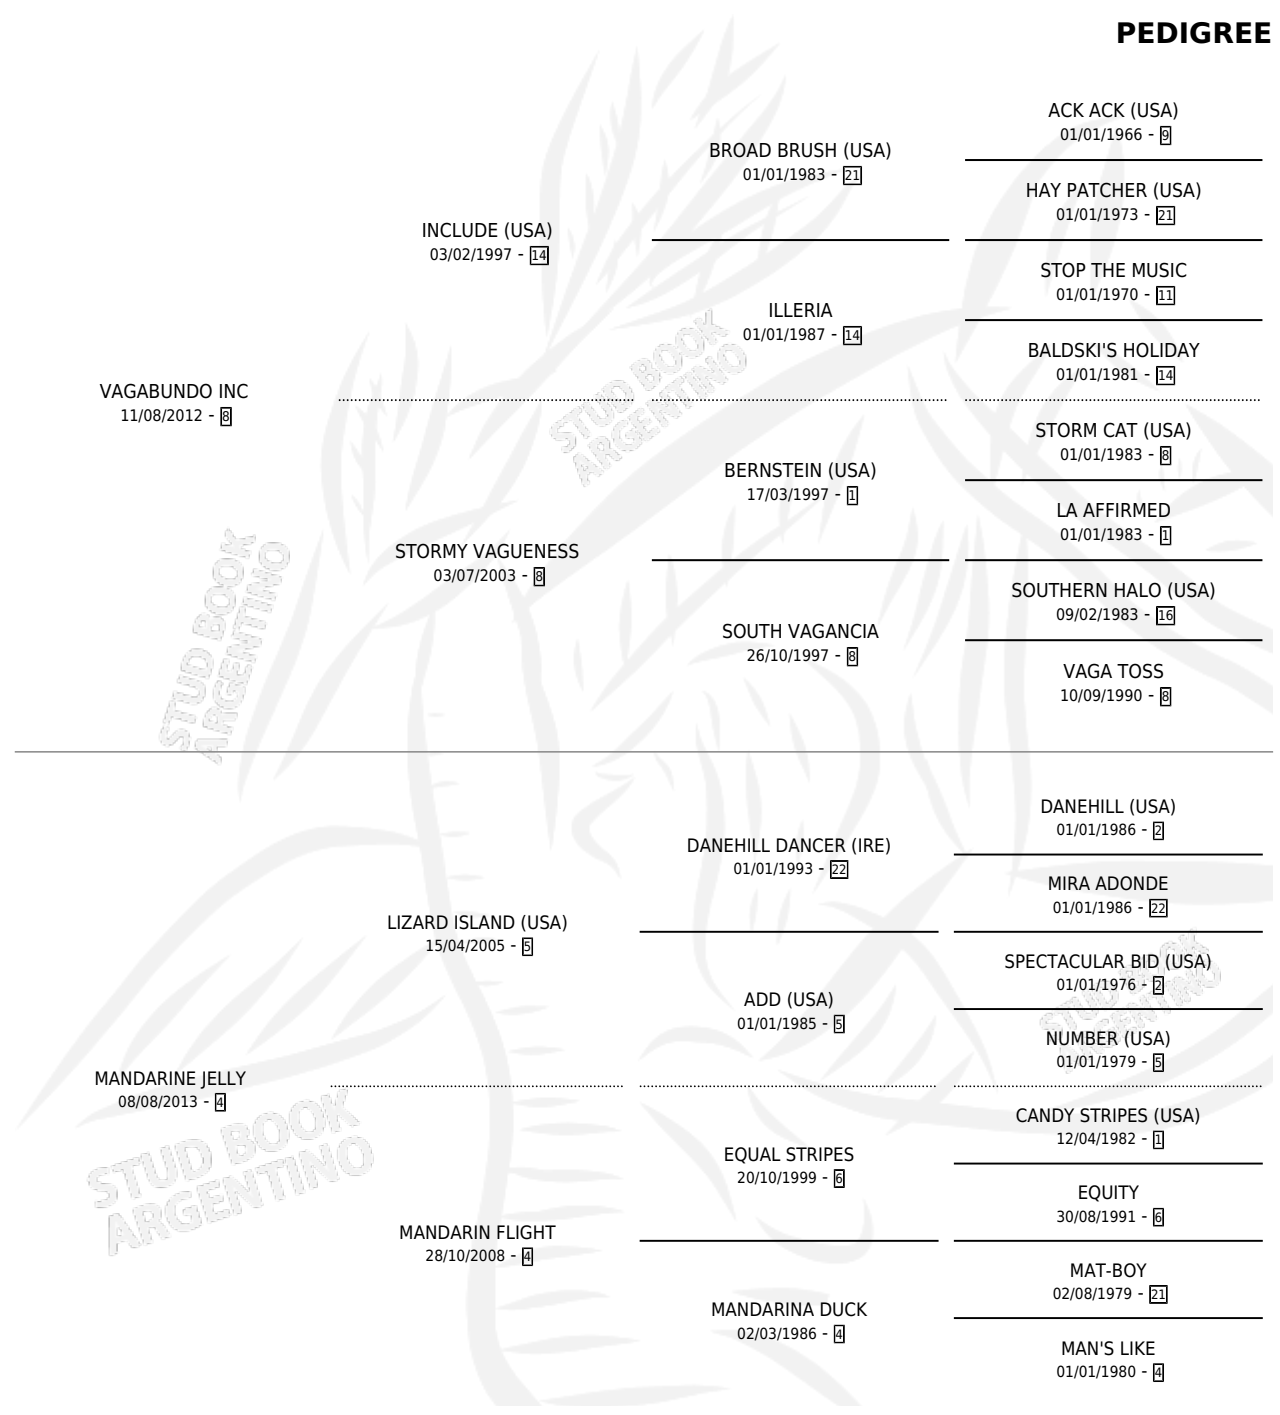 PEDIGREE
ACK ACK (USA)
01/01/1966 - 9
BROAD BRUSH (USA)
01/01/1983 - 21
HAY PATCHER (USA)
01/01/1973 - 21
INCLUDE (USA)
03/02/1997 - 14
STOP THE MUSIC
01/01/1970 - 11
ILLERIA
01/01/1987 - 14
BALDSKI'S HOLIDAY
01/01/1981 - 14
VAGABUNDO INC
11/08/2012 - 8
STORM CAT (USA)
01/01/1983 - 8
BERNSTEIN (USA)
17/03/1997 - 1
LA AFFIRMED
01/01/1983 - 1
STORMY VAGUENESS
03/07/2003 - 8
SOUTHERN HALO (USA)
09/02/1983 - 16
SOUTH VAGANCIA
26/10/1997 - 8
VAGA TOSS
10/09/1990 - 8
DANEHILL (USA)
01/01/1986 - 2
DANEHILL DANCER (IRE)
01/01/1993 - 22
MIRA ADONDE
01/01/1986 - 22
LIZARD ISLAND (USA)
15/04/2005 - 5
SPECTACULAR BID (USA)
01/01/1976 - 2
ADD (USA)
01/01/1985 - 5
NUMBER (USA)
01/01/1979 - 5
MANDARINE JELLY
08/08/2013 - 4
CANDY STRIPES (USA)
12/04/1982 - 1
EQUAL STRIPES
20/10/1999 - 6
EQUITY
30/08/1991 - 6
MANDARIN FLIGHT
28/10/2008 - 4
MAT-BOY
02/08/1979 - 21
MANDARINA DUCK
02/03/1986 - 4
MAN'S LIKE
01/01/1980 - 4
STUD BOOK
ARGENTINO
STUD BOOK
ARGENTINO
STUD BOOK
ARGENTINO
STUD BOOK
ARGENTINO